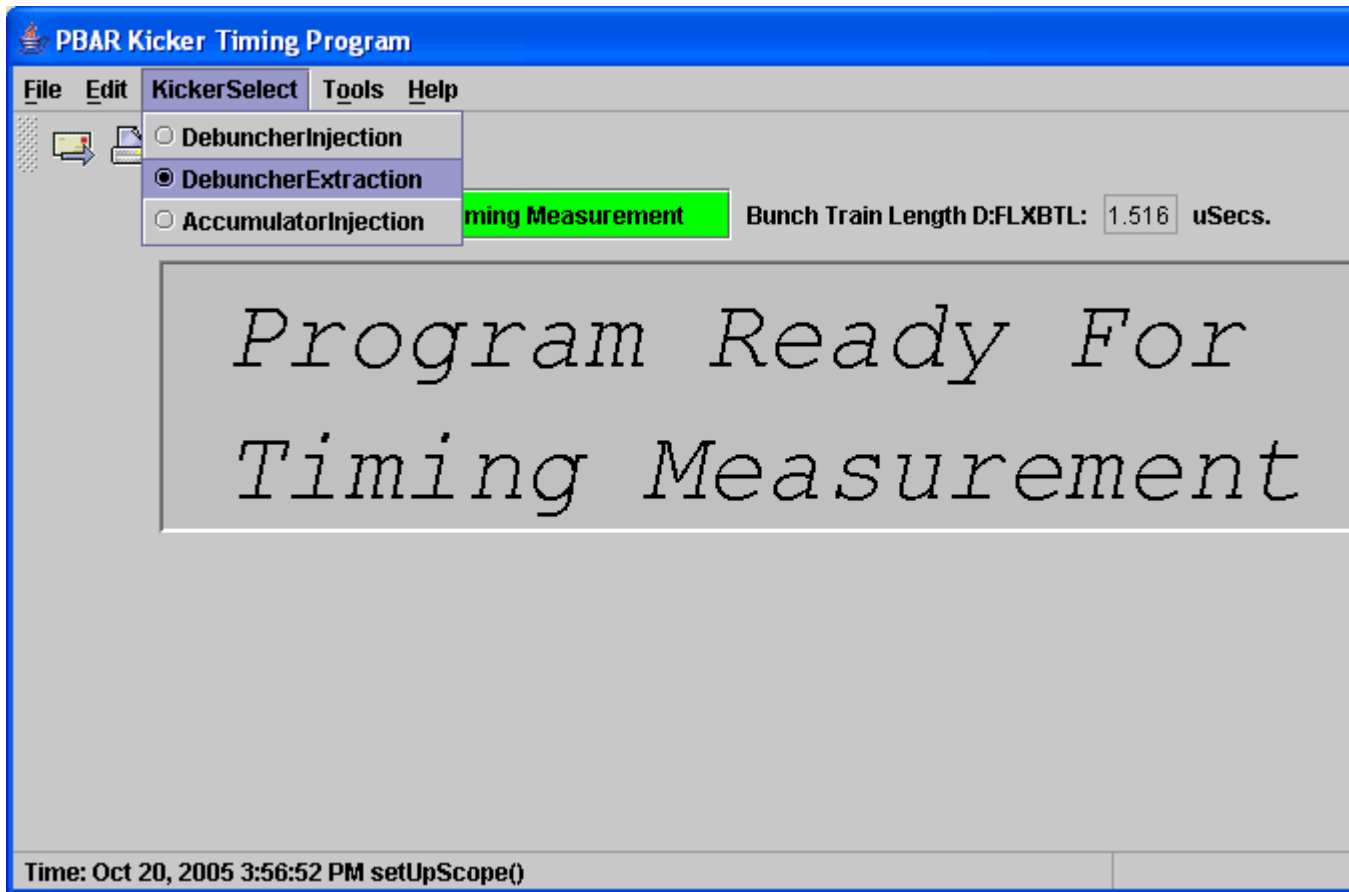 PBAR Kicker Timing Program
File Edit KickerSelect Tools Help
DebuncherInjection
DebuncherExtraction
AccumulatorInjection
ming Measurement Bunch Train Length D:FLXBTL: 1.516 uSecs.
Program Ready For
Timing Measurement
Time: Oct 20, 2005 3:56:52 PM setUpScope()